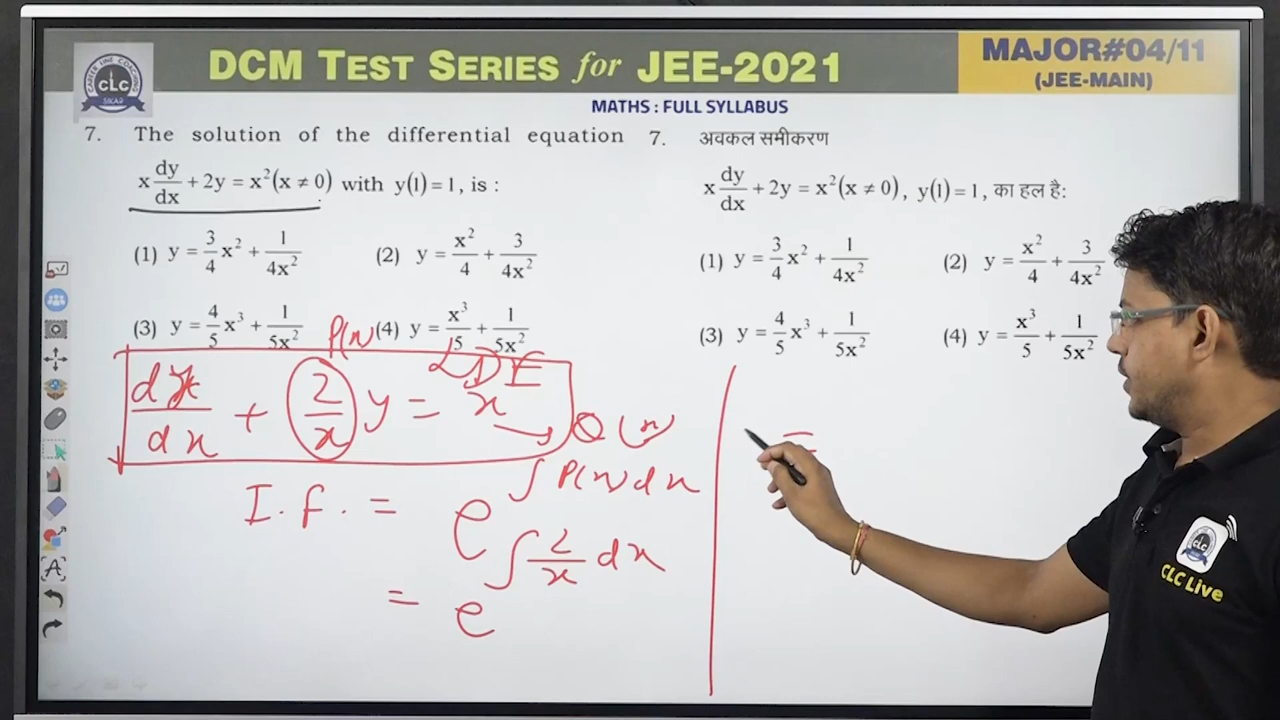 DCM TEST SERIES for JEE-2021
MAJOR#04/11
(JEE-MAIN)
CAREER LINE COACHING
CLC
SIKAR
MATHS : FULL SYLLABUS
7. The solution of the differential equation
x dy/dx + 2y = x² (x ≠ 0) with y(1) = 1, is :
(1) y = 3/4 x² + 1/4x²
(2) y = x²/4 + 3/4x²
(3) y = 4/5 x³ + 1/5x²
(4) y = x³/5 + 1/5x²
7. अवकल समीकरण
x dy/dx + 2y = x² (x ≠ 0), y(1) = 1, का हल है:
(1) y = 3/4 x² + 1/4x²
(2) y = x²/4 + 3/4x²
(3) y = 4/5 x³ + 1/5x²
(4) y = x³/5 + 1/5x²
P(x)
LDE
dy/dx + 2/x y = x
Q(x)
I.f. = e^∫P(x)dx
= e^∫2/x dx
=
CLC
CLC Live